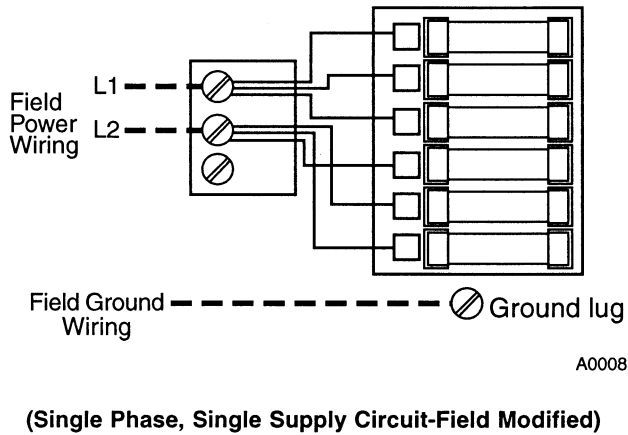 L1
Field
Power
Wiring
L2
Field Ground
Wiring
Ground lug
A0008
(Single Phase, Single Supply Circuit-Field Modified)